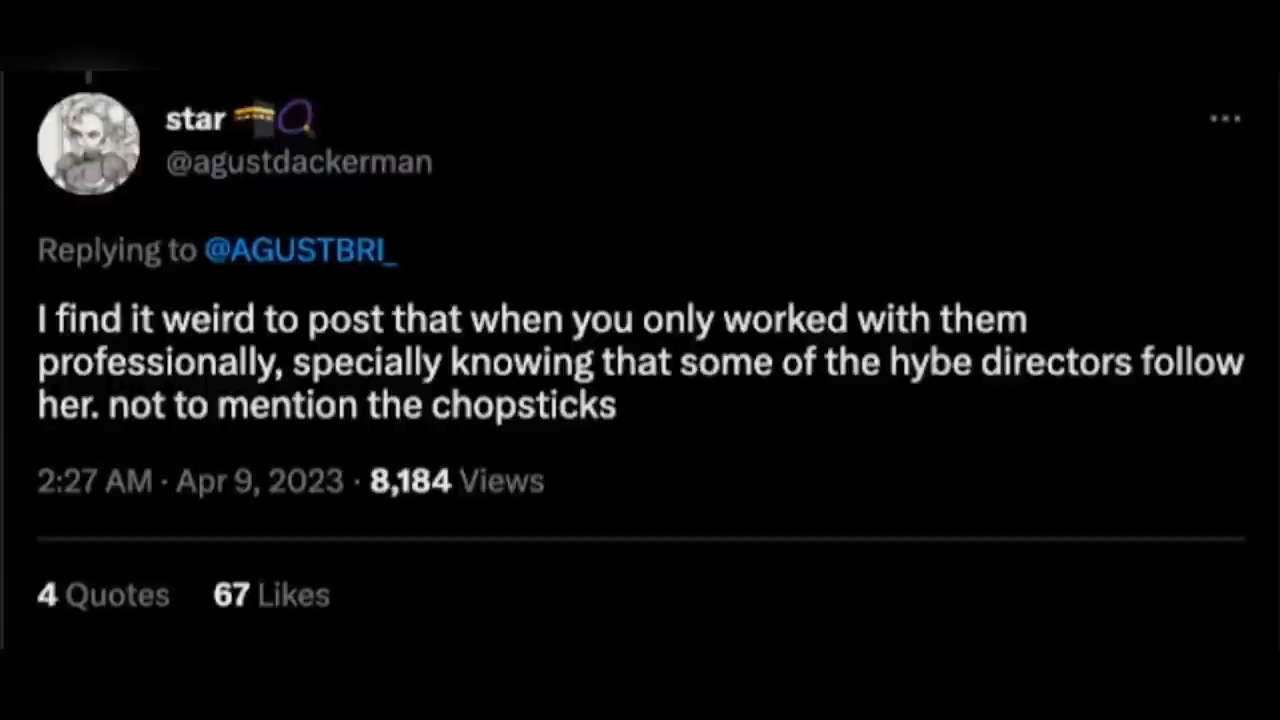 star 🕋📿
@agustdackerman
Replying to @AGUSTBRI_
I find it weird to post that when you only worked with them
professionally, specially knowing that some of the hybe directors follow
her. not to mention the chopsticks
2:27 AM · Apr 9, 2023 · 8,184 Views
4 Quotes 67 Likes